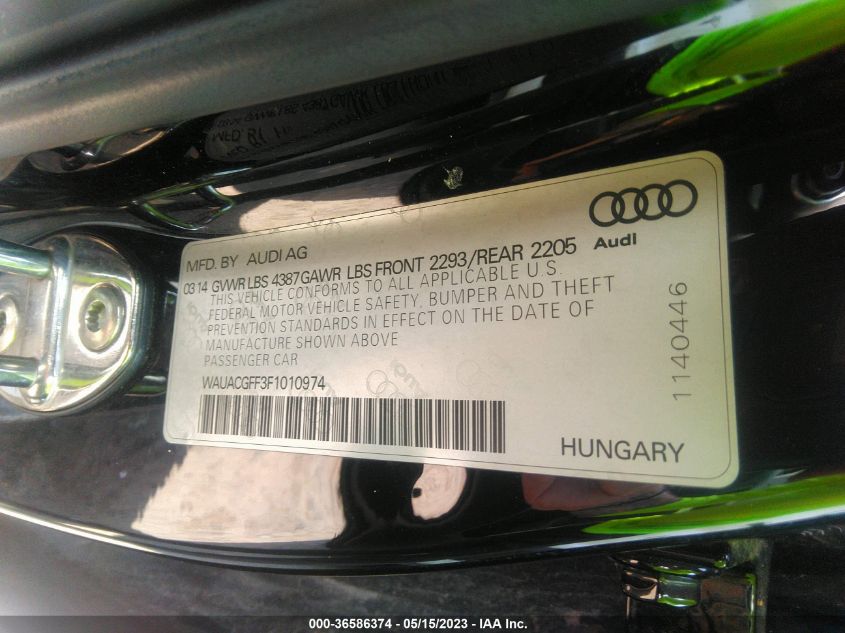 MFD. BY AUDI AG
Audi
0314 GVWR LBS 4387 GAWR LBS FRONT 2293/REAR 2205
THIS VEHICLE CONFORMS TO ALL APPLICABLE U.S.
FEDERAL MOTOR VEHICLE SAFETY, BUMPER AND THEFT
PREVENTION STANDARDS IN EFFECT ON THE DATE OF
MANUFACTURE SHOWN ABOVE
PASSENGER CAR
WAUACGFF3F1010974
HUNGARY
1140446
000-36586374 - 05/15/2023 - IAA Inc.